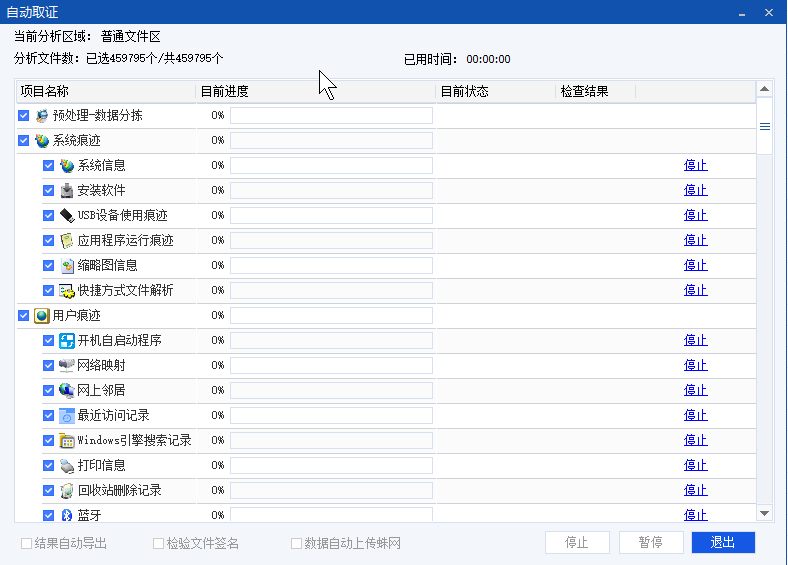 自动取证
当前分析区域： 普通文件区
分析文件数：已选459795个/共459795个 已用时间： 00:00:00
项目名称 目前进度 目前状态 检查结果
预处理-数据分拣 0%
系统痕迹 0%
系统信息 0% 停止
安装软件 0% 停止
USB设备使用痕迹 0% 停止
应用程序运行痕迹 0% 停止
缩略图信息 0% 停止
快捷方式文件解析 0% 停止
用户痕迹 0%
开机自启动程序 0% 停止
网络映射 0% 停止
网上邻居 0% 停止
最近访问记录 0% 停止
Windows引擎搜索记录 0% 停止
打印信息 0% 停止
回收站删除记录 0% 停止
蓝牙 0% 停止
结果自动导出 检验文件签名 数据自动上传蛛网 停止 暂停 退出